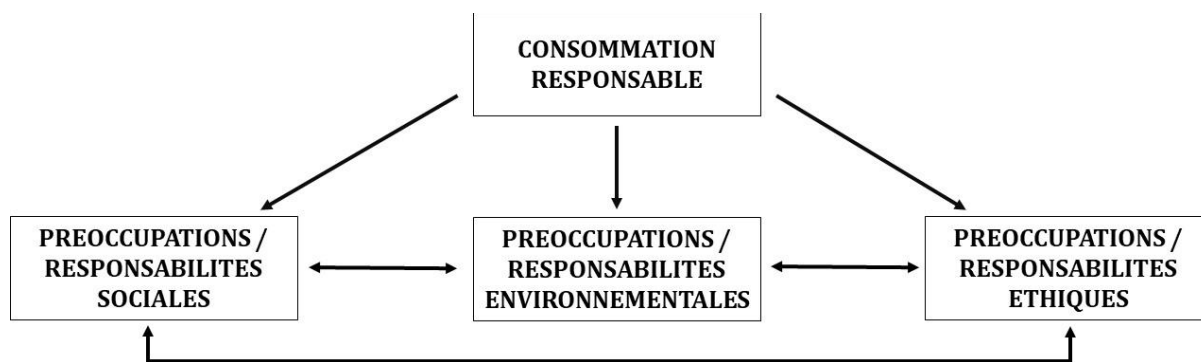 CONSOMMATION
RESPONSABLE
PREOCCUPATIONS /
RESPONSABILITES
SOCIALES
PREOCCUPATIONS /
RESPONSABILITES
ENVIRONNEMENTALES
PREOCCUPATIONS /
RESPONSABILITES
ETHIQUES